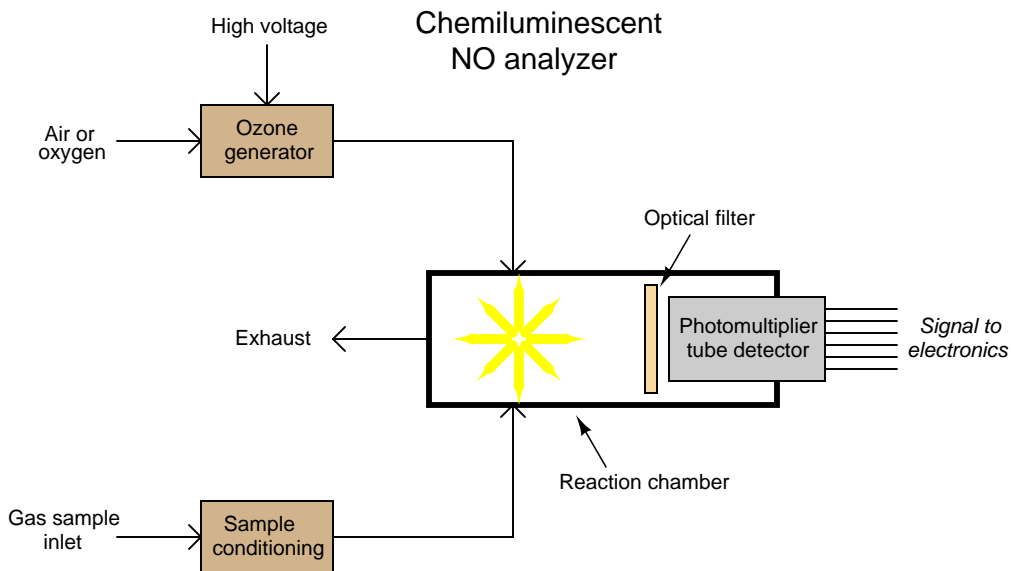 Chemiluminescent
NO analyzer
High voltage
Air or
oxygen
Ozone
generator
Optical filter
Exhaust
Photomultiplier
tube detector
Signal to
electronics
Reaction chamber
Gas sample
inlet
Sample
conditioning